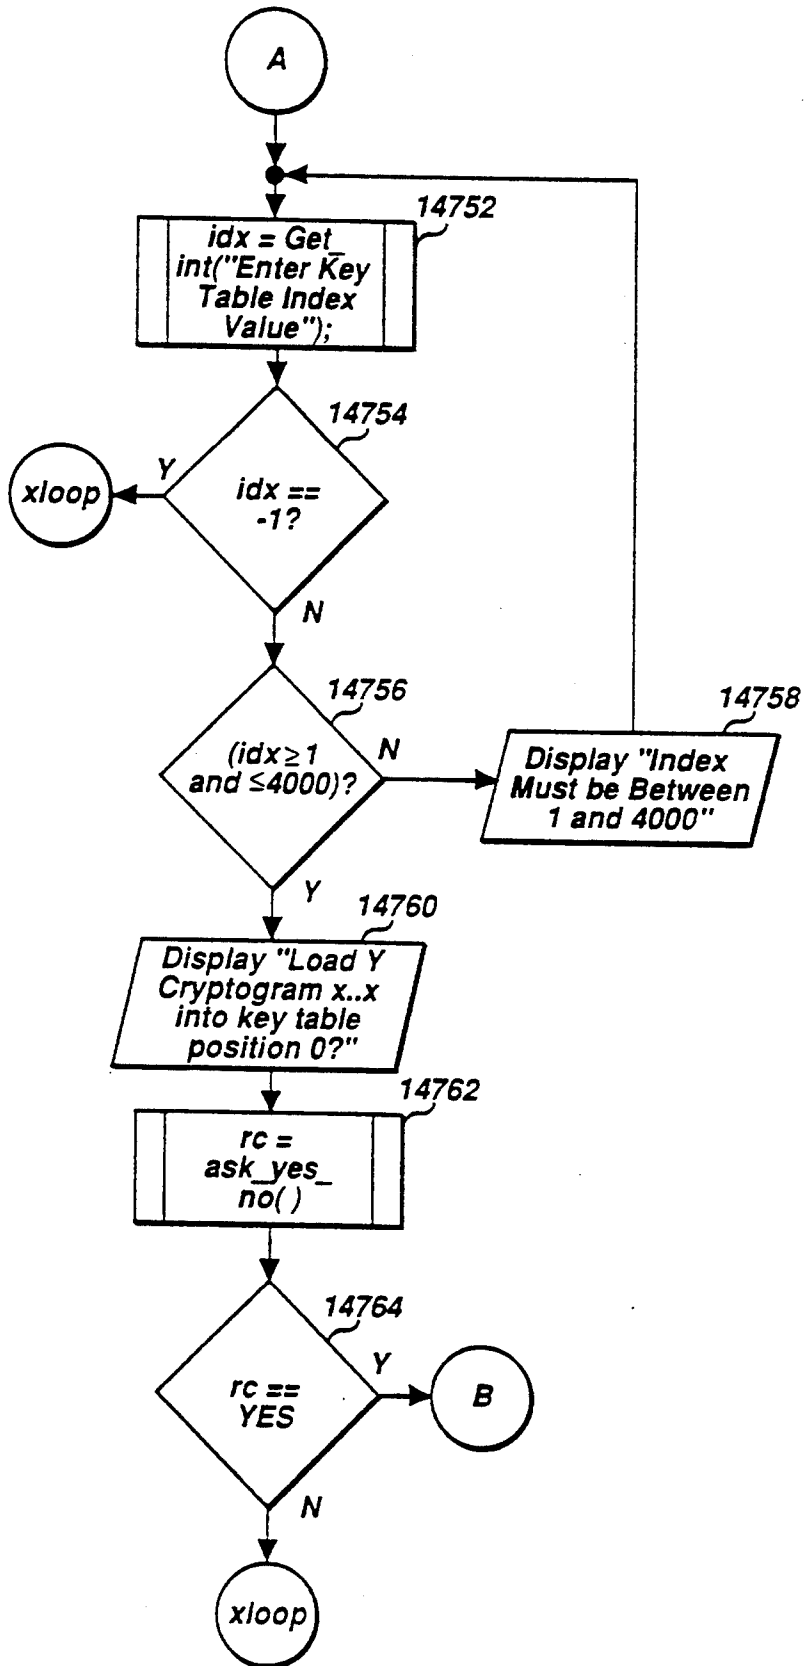 A
14752
idx = Get_
int("Enter Key
Table Index
Value");
14754
Y
xloop
idx ==
-1?
N
14756
14758
(idx≥1
and ≤4000)?
N
Display "Index
Must be Between
1 and 4000"
Y
14760
Display "Load Y
Cryptogram x..x
into key table
position 0?"
14762
rc =
ask_yes_
no( )
14764
Y
rc ==
YES
B
N
xloop